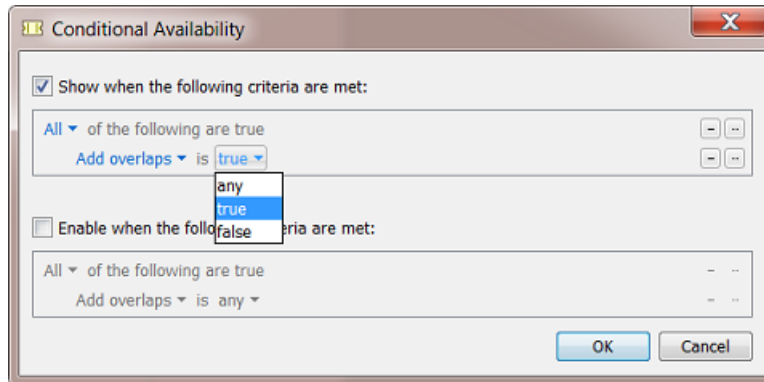 Conditional Availability
Show when the following criteria are met:
All of the following are true
Add overlaps is true
any
true
false
Enable when the follo eria are met:
All of the following are true
Add overlaps is any
OK Cancel